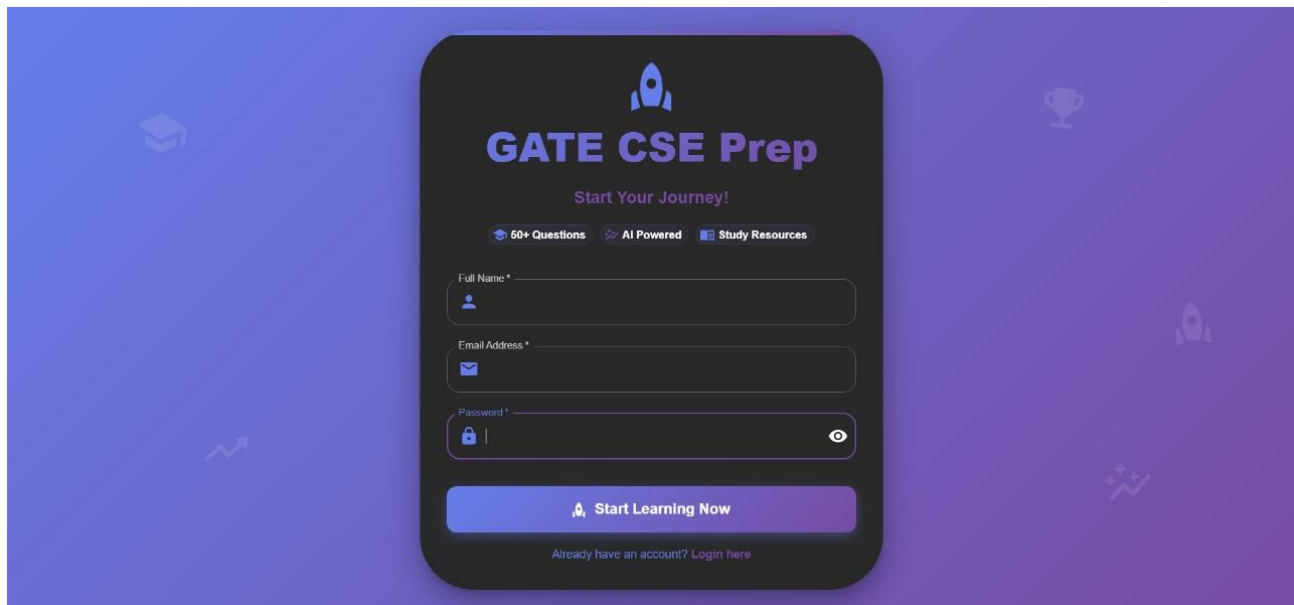 GATE CSE Prep
Start Your Journey!
50+ Questions AI Powered Study Resources
Full Name *
Email Address *
Password *
Start Learning Now
Already have an account? Login here